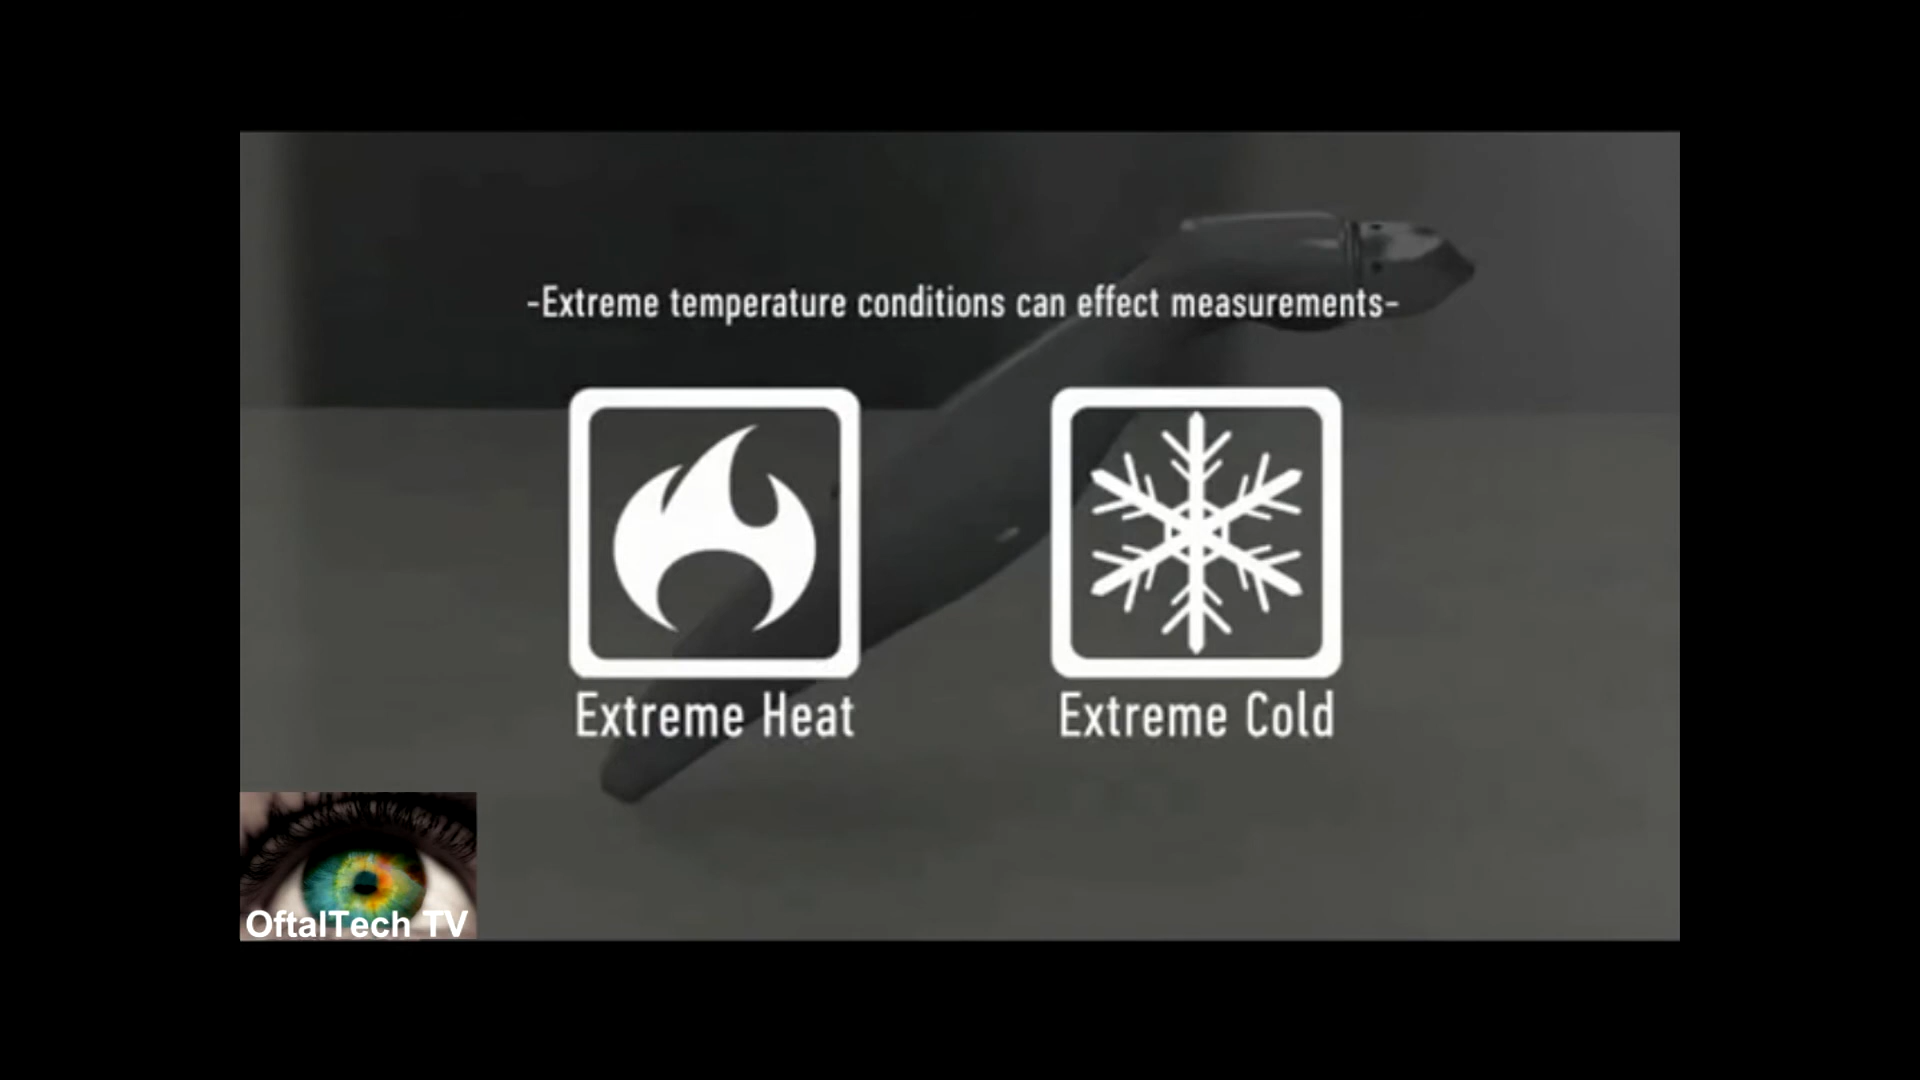 -Extreme temperature conditions can effect measurements-
Extreme Heat
Extreme Cold
OftalTech TV